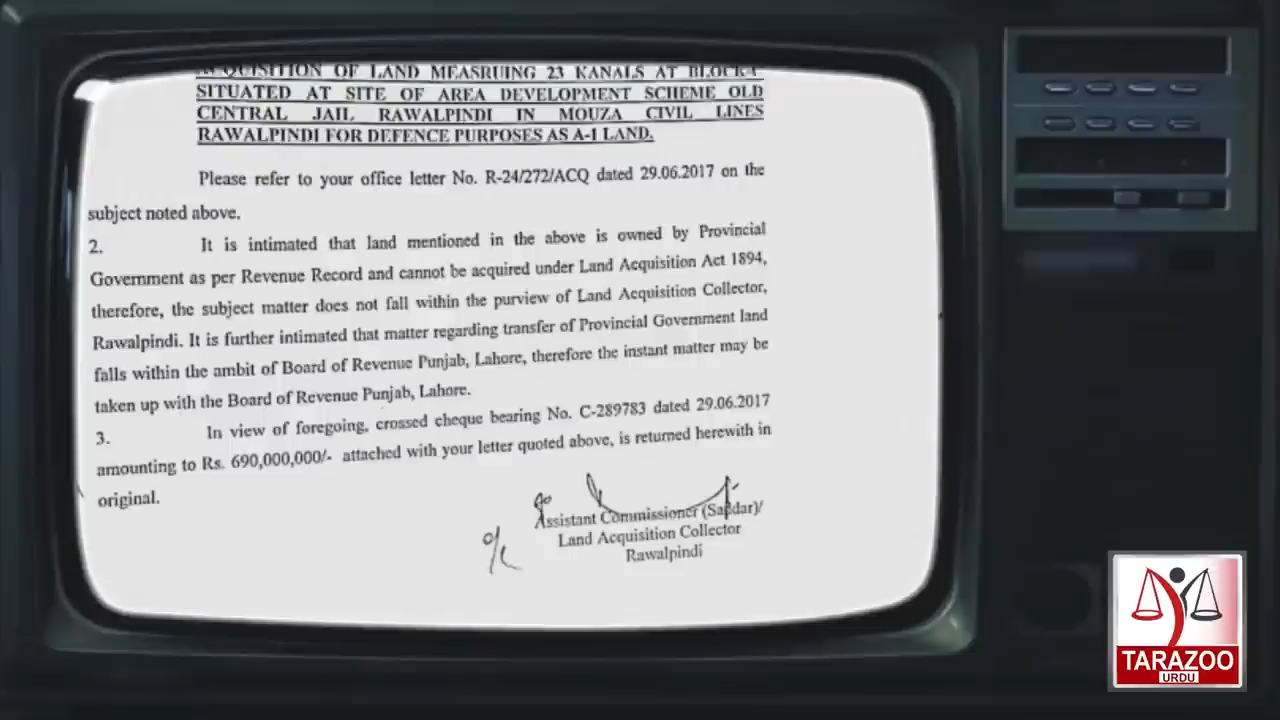 ACQUISITION OF LAND MEASRUING 23 KANALS AT BLOCK-C
SITUATED AT SITE OF AREA DEVELOPMENT SCHEME OLD
CENTRAL JAIL RAWALPINDI IN MOUZA CIVIL LINES
RAWALPINDI FOR DEFENCE PURPOSES AS A-1 LAND.
Please refer to your office letter No. R-24/272/ACQ dated 29.06.2017 on the
subject noted above.
2. It is intimated that land mentioned in the above is owned by Provincial
Government as per Revenue Record and cannot be acquired under Land Acquisition Act 1894,
therefore, the subject matter does not fall within the purview of Land Acquisition Collector,
Rawalpindi. It is further intimated that matter regarding transfer of Provincial Government land
falls within the ambit of Board of Revenue Punjab, Lahore, therefore the instant matter may be
taken up with the Board of Revenue Punjab, Lahore.
3. In view of foregoing, crossed cheque bearing No. C-289783 dated 29.06.2017
amounting to Rs. 690,000,000/- attached with your letter quoted above, is returned herewith in
original.
Assistant Commissioner (Saddar)/
Land Acquisition Collector
Rawalpindi
o/c
TARAZOO
URDU